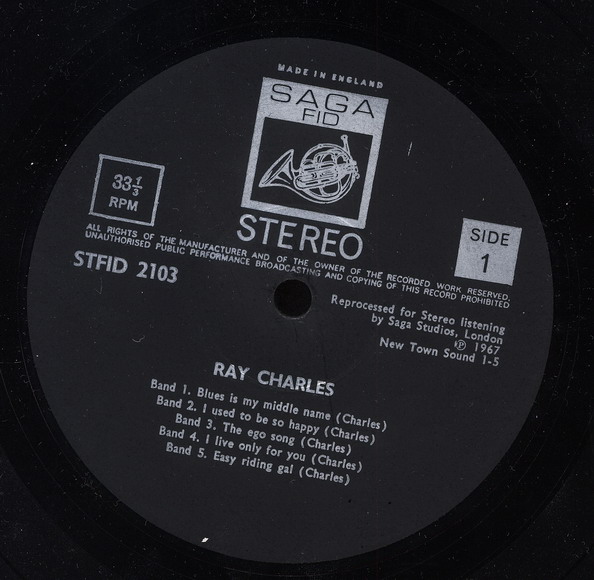 MADE IN ENGLAND
SAGA
FID
33⅓
RPM
STEREO
SIDE
1
ALL RIGHTS OF THE MANUFACTURER AND OF THE OWNER OF THE RECORDED WORK RESERVED.
UNAUTHORISED PUBLIC PERFORMANCE BROADCASTING AND COPYING OF THIS RECORD PROHIBITED
STFID 2103
Reprocessed for Stereo listening
by Saga Studios, London
℗ 1967
New Town Sound 1-5
RAY CHARLES
Band 1. Blues is my middle name (Charles)
Band 2. I used to be so happy (Charles)
Band 3. The ego song (Charles)
Band 4. I live only for you (Charles)
Band 5. Easy riding gal (Charles)